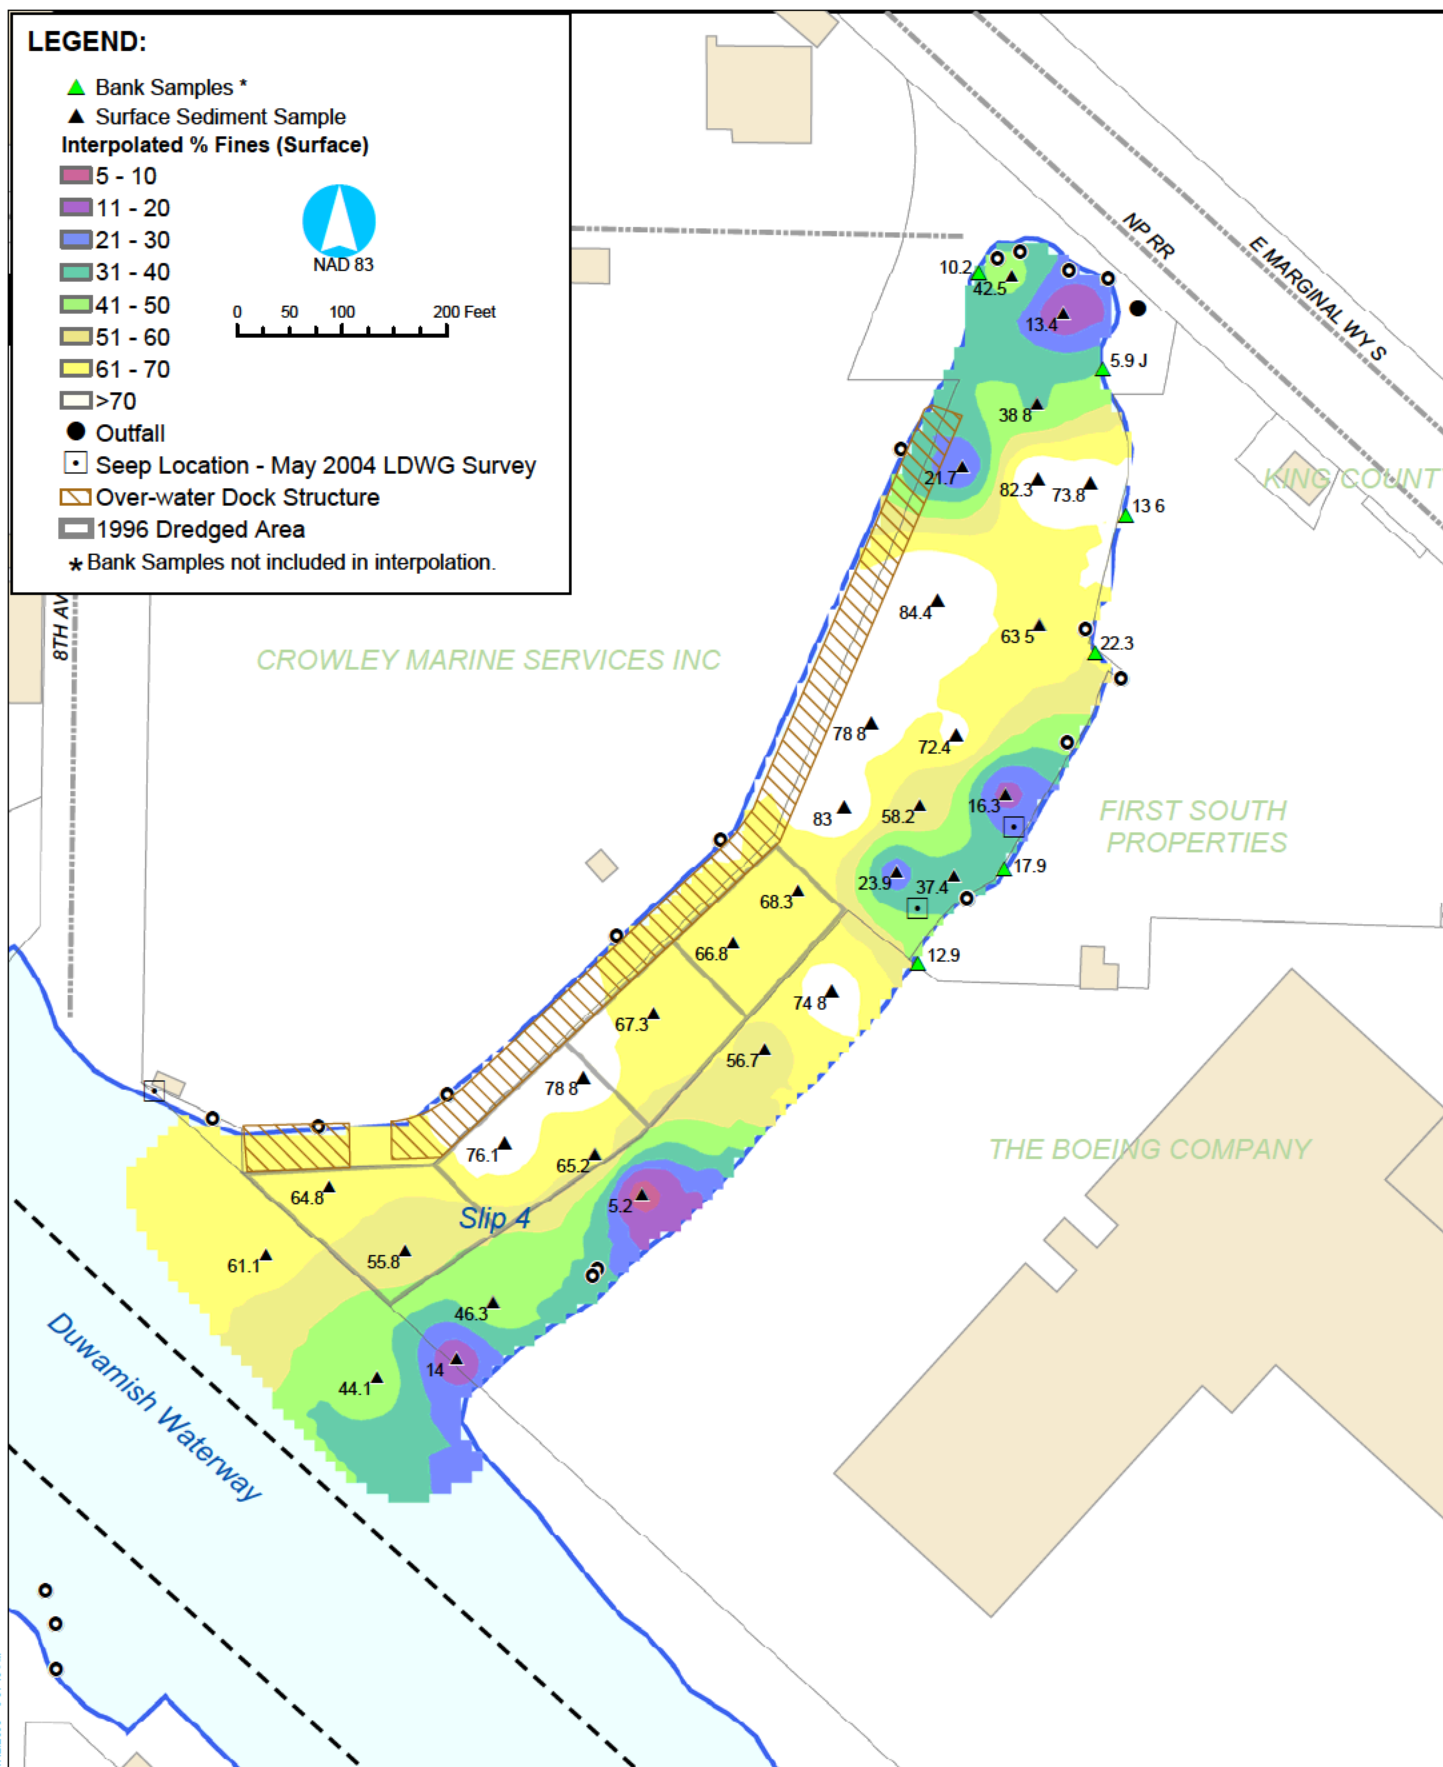 LEGEND:
Bank Samples *
Surface Sediment Sample
Interpolated % Fines (Surface)
5 - 10
11 - 20
21 - 30
31 - 40
41 - 50
51 - 60
61 - 70
>70
Outfall
Seep Location - May 2004 LDWG Survey
Over-water Dock Structure
1996 Dredged Area
* Bank Samples not included in interpolation.
NAD 83
0 50 100 200 Feet
NP RR
E MARGINAL WY S
8TH AV
KING COUNT
CROWLEY MARINE SERVICES INC
FIRST SOUTH
PROPERTIES
THE BOEING COMPANY
Slip 4
Duwamish Waterway
10.2
42.5
13.4
5.9 J
38 8
21.7
82.3
73.8
13 6
84.4
63 5
22.3
78 8
72.4
83
58.2
16.3
17.9
23.9
37.4
68.3
12.9
66.8
74 8
67.3
56.7
78 8
76.1
65.2
64.8
5.2
61.1
55.8
46.3
14
44.1